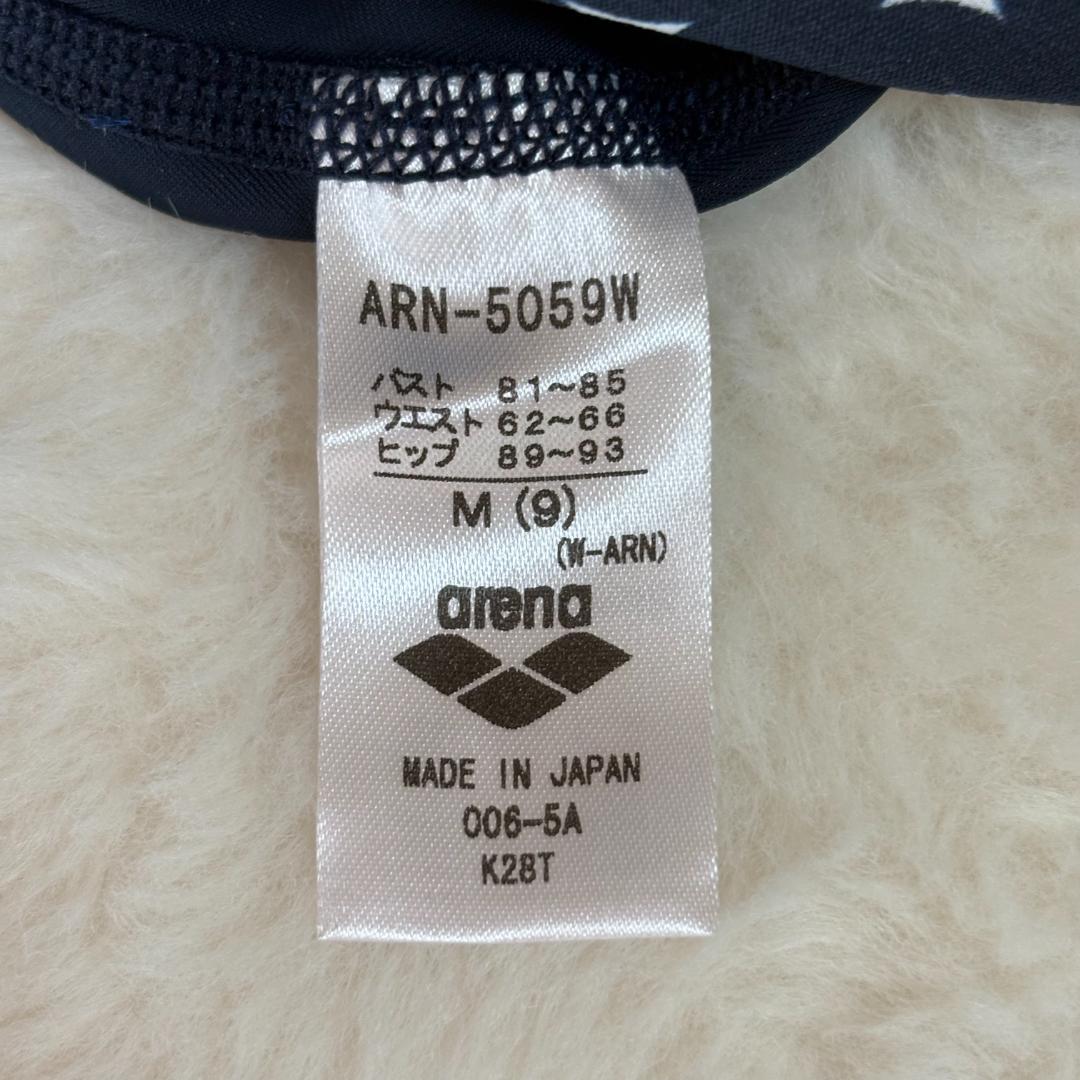 ARN-5059W
バスト 81~85
ウエスト 62~66
ヒップ 89~93
M (9)
(W-ARN)
arena
MADE IN JAPAN
006-5A
K28T